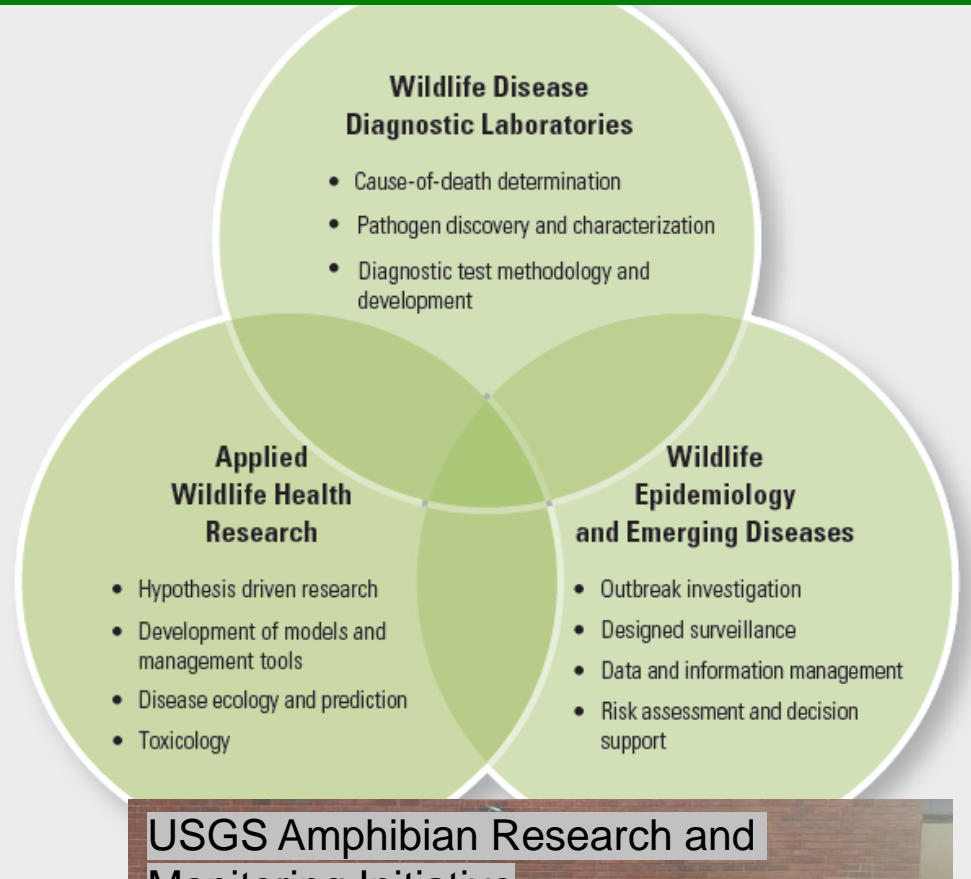 Wildlife Disease
Diagnostic Laboratories
• Cause-of-death determination
• Pathogen discovery and characterization
• Diagnostic test methodology and
development
Applied
Wildlife Health
Research
• Hypothesis driven research
• Development of models and
management tools
• Disease ecology and prediction
• Toxicology
Wildlife
Epidemiology
and Emerging Diseases
• Outbreak investigation
• Designed surveillance
• Data and information management
• Risk assessment and decision
support
USGS Amphibian Research and
Monitoring Initiative